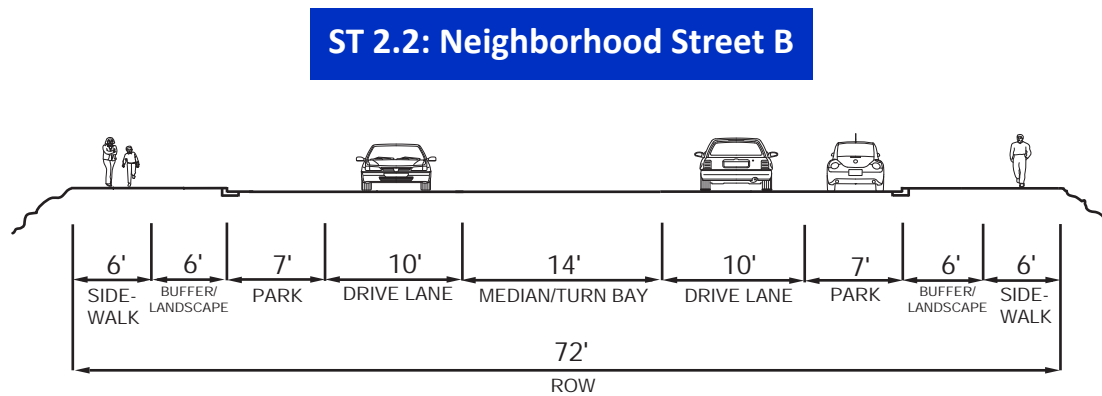 ST 2.2: Neighborhood Street B
6' 6' 7' 10' 14' 10' 7' 6' 6'
SIDE- BUFFER/ PARK DRIVE LANE MEDIAN/TURN BAY DRIVE LANE PARK BUFFER/ SIDE-
WALK LANDSCAPE LANDSCAPE WALK
72'
ROW